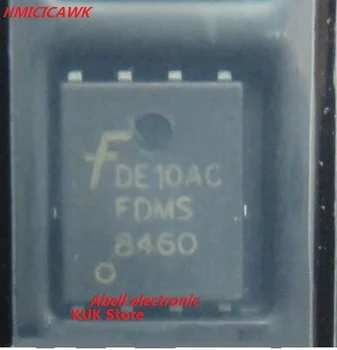 HMICICAWK
DE10AC
FDMS
8460
Abell electronic
KUK Store